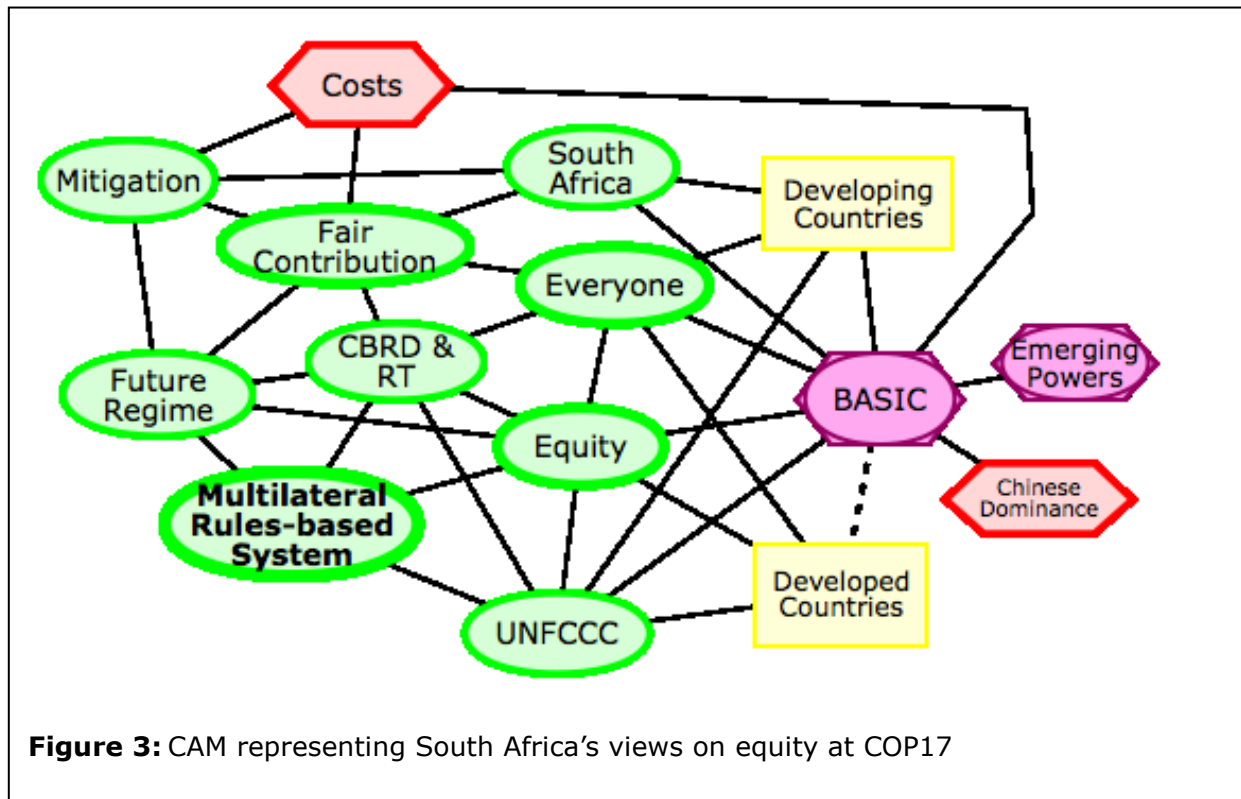 Costs
Mitigation
South
Africa
Developing
Countries
Fair
Contribution
Everyone
CBRD &
RT
Future
Regime
Emerging
Powers
BASIC
Equity
Multilateral
Rules-based
System
Chinese
Dominance
Developed
Countries
UNFCCC
Figure 3: CAM representing South Africa's views on equity at COP17